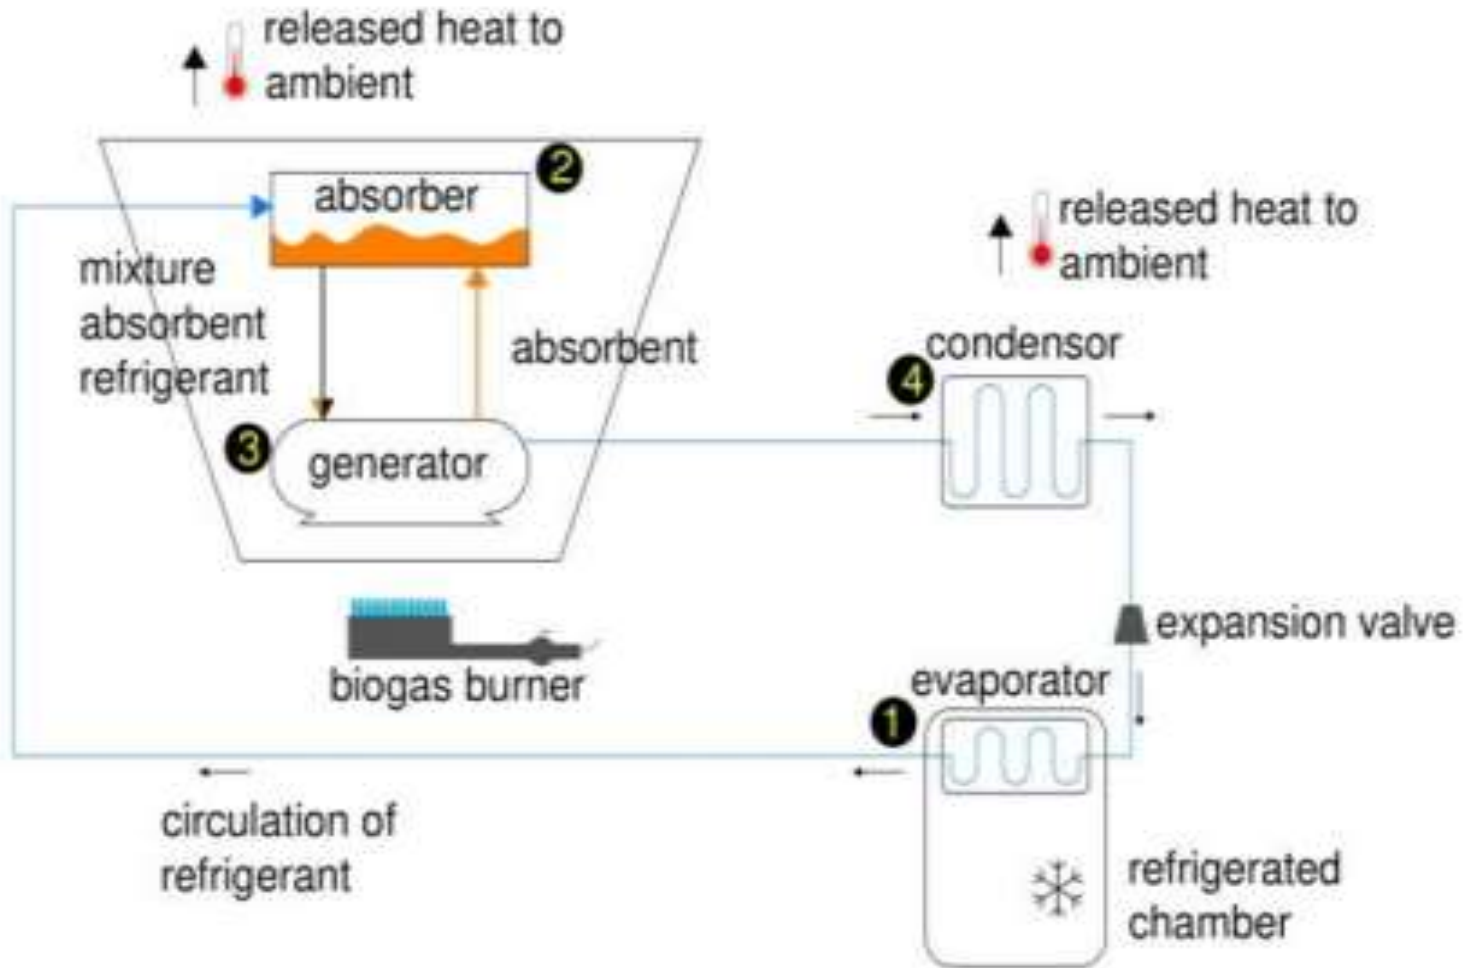 released heat to
ambient
2
absorber
mixture
absorbent
refrigerant
absorbent
3
generator
biogas burner
released heat to
ambient
4
condensor
expansion valve
evaporator
1
circulation of
refrigerant
refrigerated
chamber